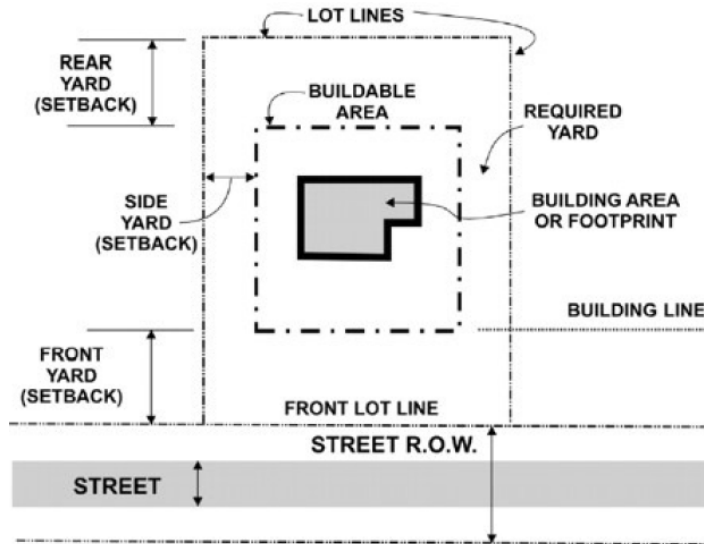 LOT LINES
REAR
YARD
(SETBACK)
BUILDABLE
AREA
REQUIRED
YARD
SIDE
YARD
(SETBACK)
BUILDING AREA
OR FOOTPRINT
BUILDING LINE
FRONT
YARD
(SETBACK)
FRONT LOT LINE
STREET R.O.W.
STREET